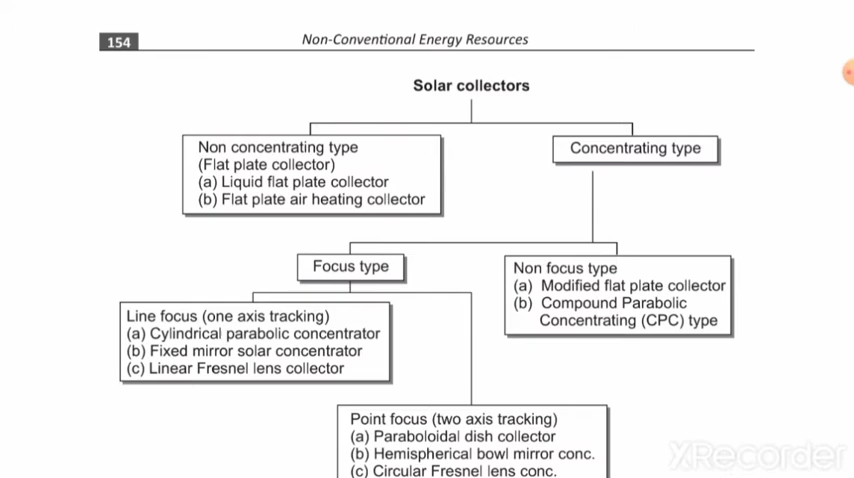 154
Non-Conventional Energy Resources
Solar collectors
Non concentrating type
(Flat plate collector)
(a) Liquid flat plate collector
(b) Flat plate air heating collector
Concentrating type
Focus type
Non focus type
(a) Modified flat plate collector
(b) Compound Parabolic
Concentrating (CPC) type
Line focus (one axis tracking)
(a) Cylindrical parabolic concentrator
(b) Fixed mirror solar concentrator
(c) Linear Fresnel lens collector
Point focus (two axis tracking)
(a) Paraboloidal dish collector
(b) Hemispherical bowl mirror conc.
(c) Circular Fresnel lens conc.
XRecorder